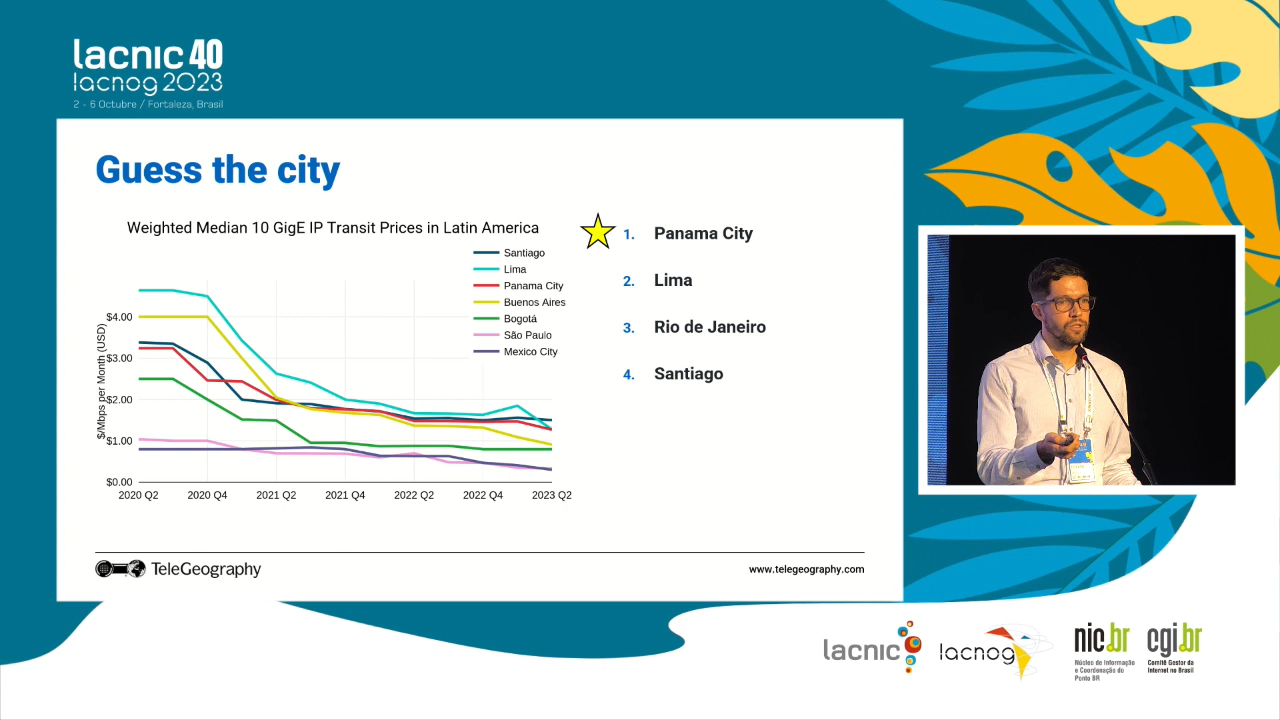 lacnic 40
lacnog 2023
2 - 6 Octubre / Fortaleza, Brasil
Guess the city
Weighted Median 10 GigE IP Transit Prices in Latin America
Santiago
Lima
Panama City
Buenos Aires
Bogotá
São Paulo
Mexico City
$/Mbps per Month (USD)
$4.00
$3.00
$2.00
$1.00
$0.00
2020 Q2
2020 Q4
2021 Q2
2021 Q4
2022 Q2
2022 Q4
2023 Q2
1. Panama City
2. Lima
3. Rio de Janeiro
4. Santiago
TeleGeography
www.telegeography.com
lacnic
lacnog
nic.br
Núcleo de Informação
e Coordenação do
Ponto BR
cgi.br
Comitê Gestor da
Internet no Brasil